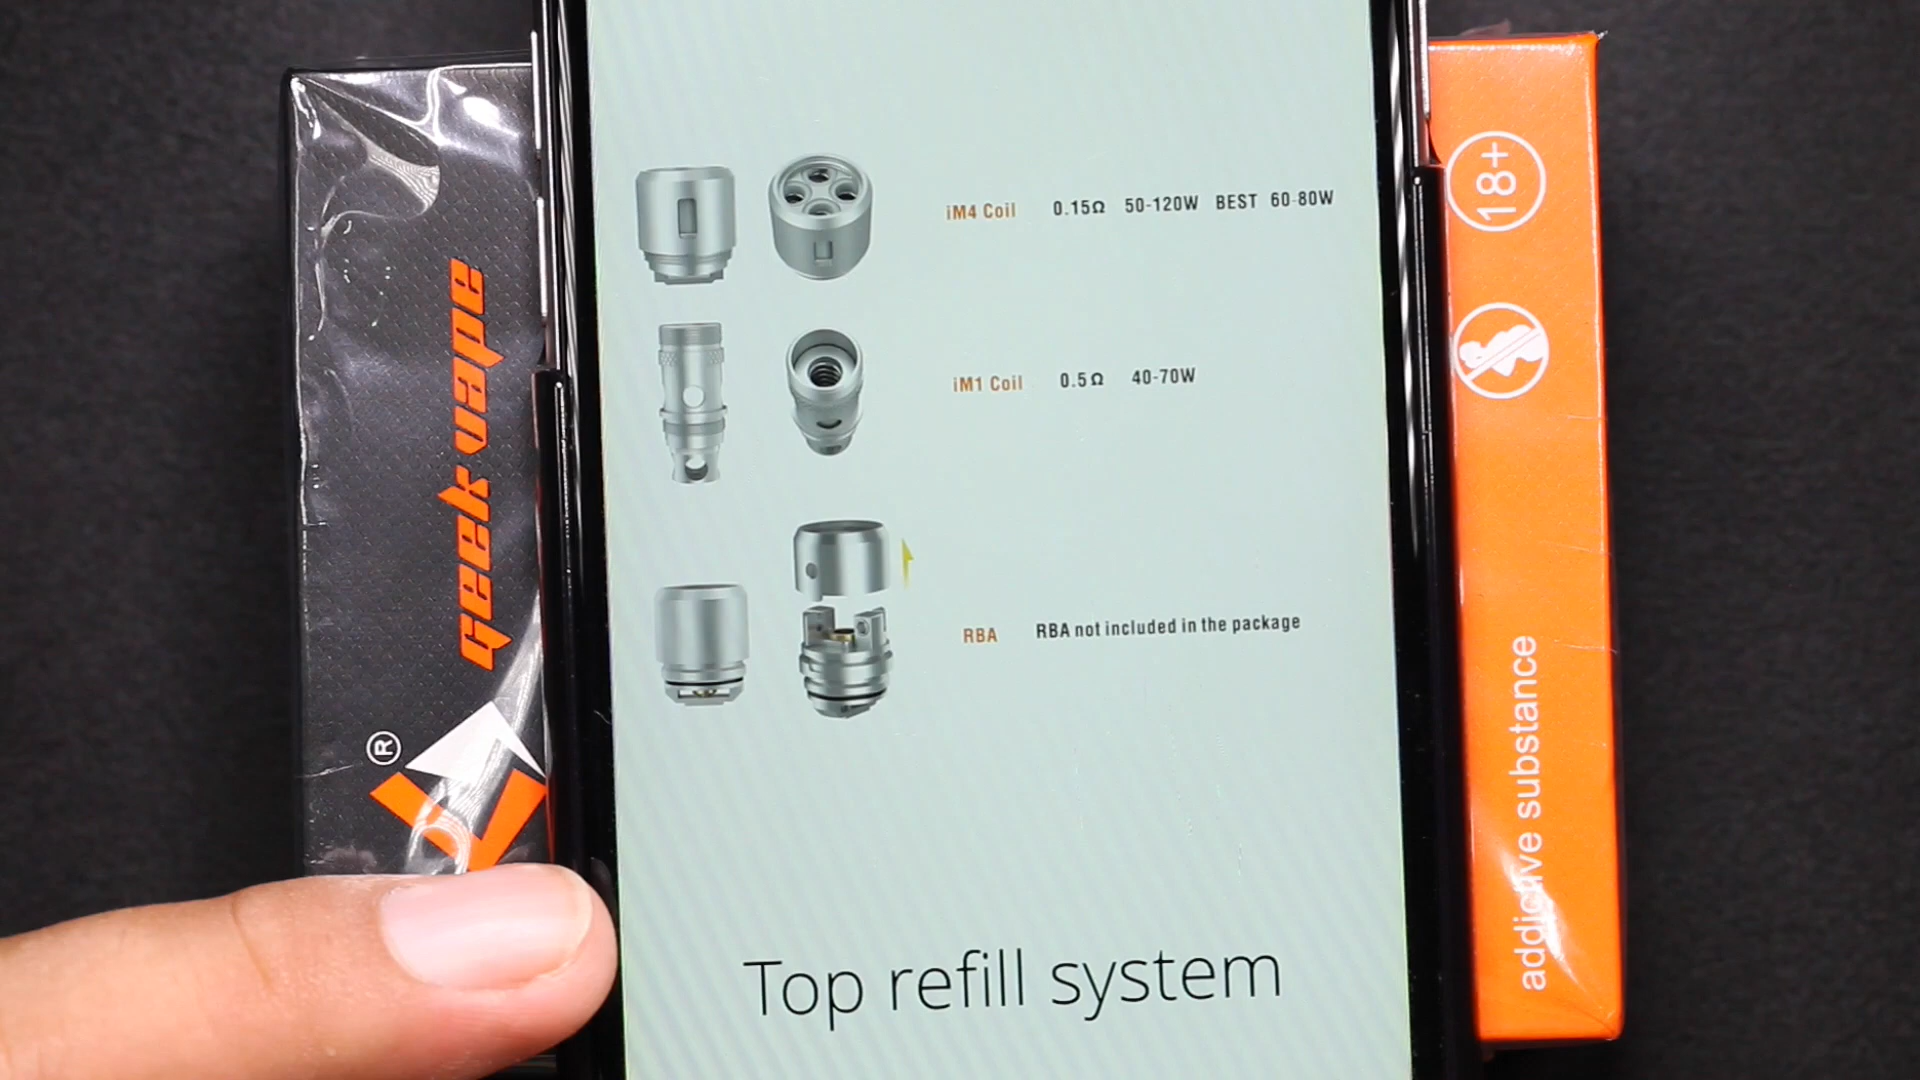 geek vape
®
iM4 Coil 0.15Ω 50-120W BEST 60-80W
iM1 Coil 0.5Ω 40-70W
RBA RBA not included in the package
Top refill system
18+
addictive substance